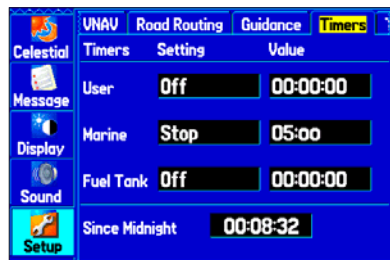 VNAV Road Routing Guidance Timers
Celestial
Timers Setting Value
Message
User Off 00:00:00
Display
Marine Stop 05:00
Sound
Fuel Tank Off 00:00:00
Setup
Since Midnight 00:08:32